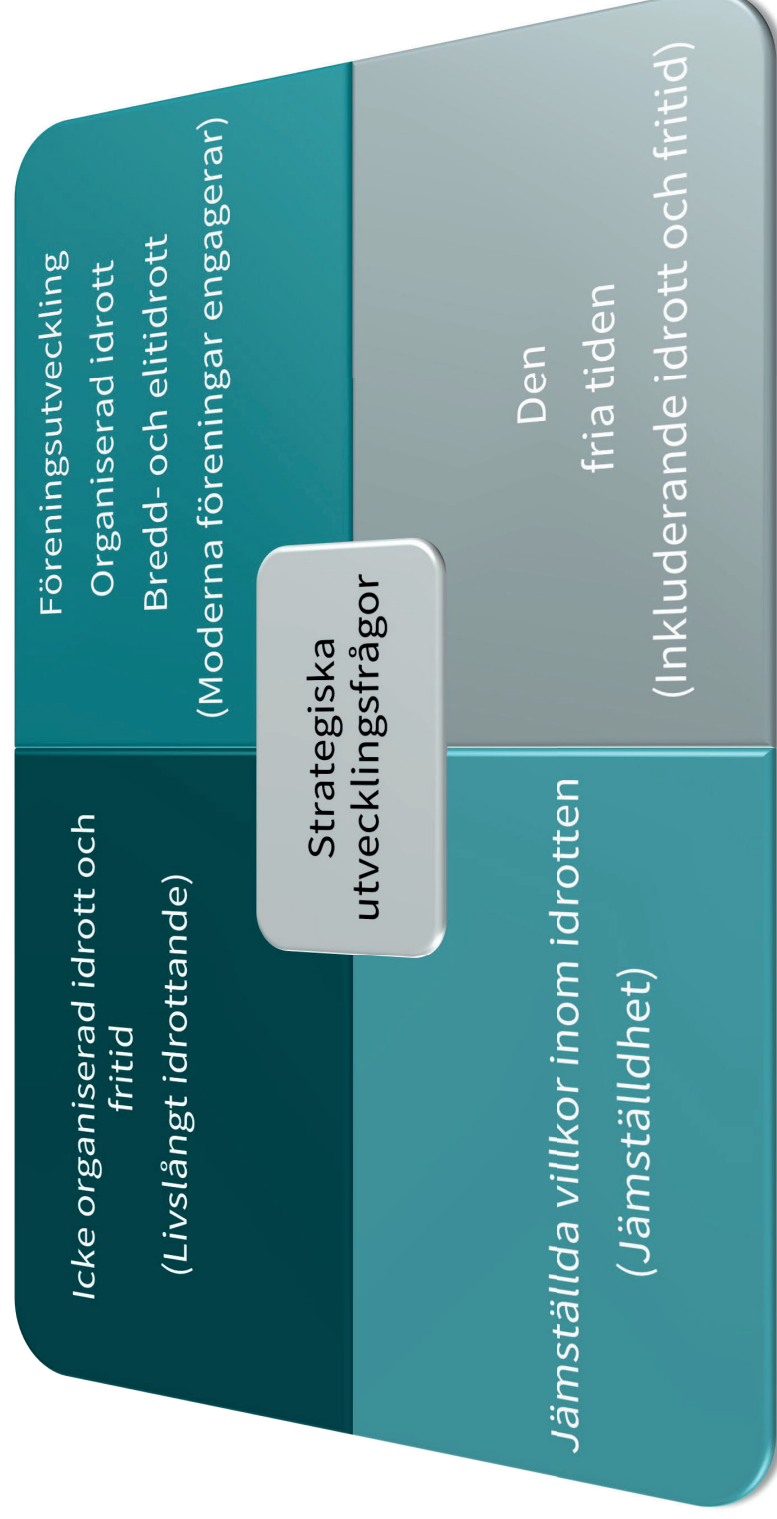 Icke organiserad idrott och
fritid
(Livslångt idrottande)
Föreningsutveckling
Organiserad idrott
Bredd- och elitidrott
(Moderna föreningar engagerar)
Strategiska
utvecklingsfrågor
Jämställda villkor inom idrotten
(Jämställdhet)
Den
fria tiden
(Inkluderande idrott och fritid)